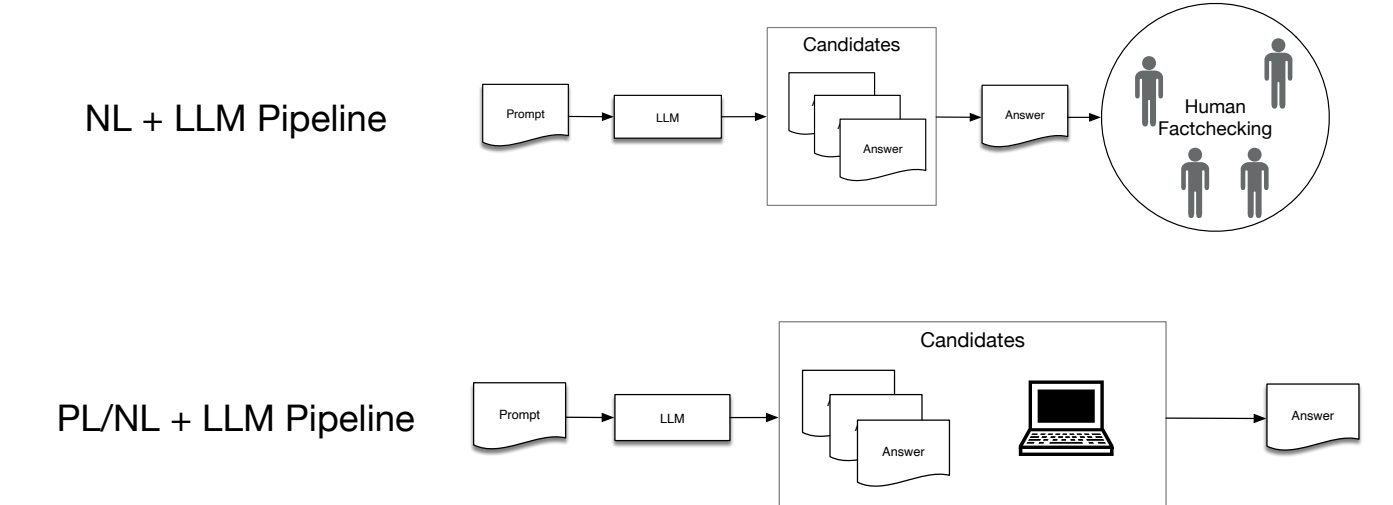 Candidates
NL + LLM Pipeline
Prompt
LLM
A
A
Answer
Answer
Human
Factchecking
Candidates
PL/NL + LLM Pipeline
Prompt
LLM
A
A
Answer
Answer